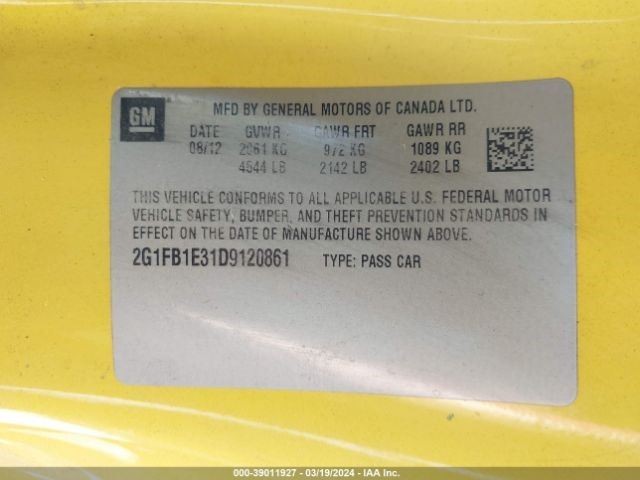 GM
MFD BY GENERAL MOTORS OF CANADA LTD.
DATE GVWR GAWR FRT GAWR RR
08/12 2061 KG 972 KG 1089 KG
4544 LB 2142 LB 2402 LB
THIS VEHICLE CONFORMS TO ALL APPLICABLE U.S. FEDERAL MOTOR
VEHICLE SAFETY, BUMPER, AND THEFT PREVENTION STANDARDS IN
EFFECT ON THE DATE OF MANUFACTURE SHOWN ABOVE.
2G1FB1E31D9120861 TYPE: PASS CAR
000-39011927 - 03/19/2024 - IAA Inc.